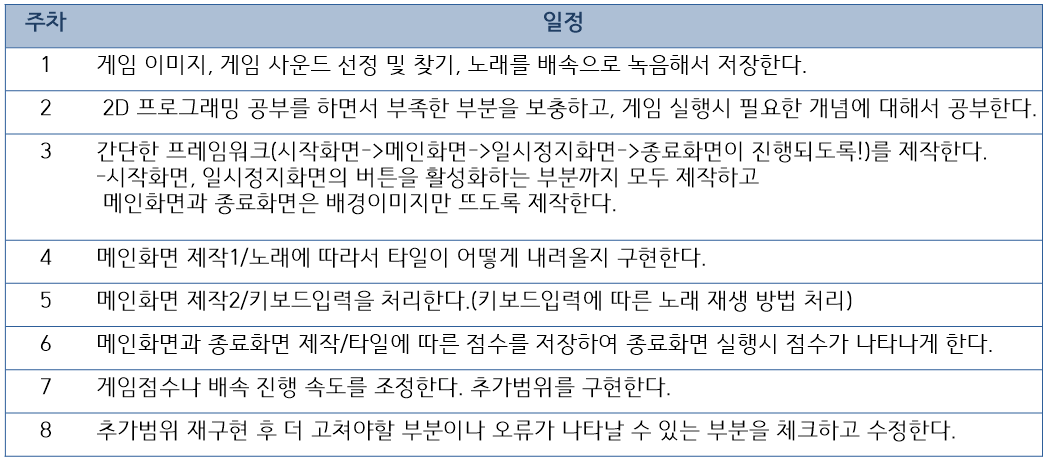 주차 일정
1 게임 이미지, 게임 사운드 선정 및 찾기, 노래를 배속으로 녹음해서 저장한다.
2 2D 프로그래밍 공부를 하면서 부족한 부분을 보충하고, 게임 실행시 필요한 개념에 대해서 공부한다.
3 간단한 프레임워크(시작화면->메인화면->일시정지화면->종료화면이 진행되도록!)를 제작한다.
-시작화면, 일시정지화면의 버튼을 활성화하는 부분까지 모두 제작하고
메인화면과 종료화면은 배경이미지만 뜨도록 제작한다.
4 메인화면 제작1/노래에 따라서 타일이 어떻게 내려올지 구현한다.
5 메인화면 제작2/키보드입력을 처리한다.(키보드입력에 따른 노래 재생 방법 처리)
6 메인화면과 종료화면 제작/타일에 따른 점수를 저장하여 종료화면 실행시 점수가 나타나게 한다.
7 게임점수나 배속 진행 속도를 조정한다. 추가범위를 구현한다.
8 추가범위 재구현 후 더 고쳐야할 부분이나 오류가 나타날 수 있는 부분을 체크하고 수정한다.